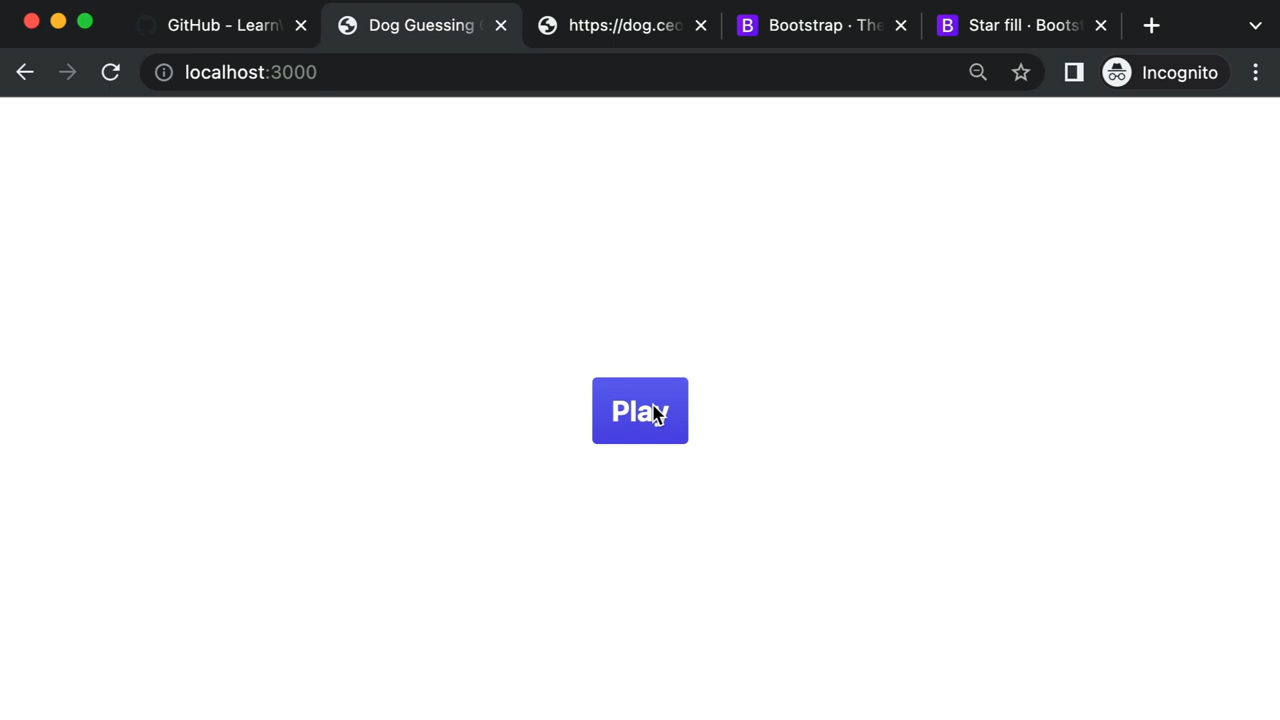 GitHub - Learn
Dog Guessing
https://dog.ceo
B Bootstrap · The
B Star fill · Boots
localhost:3000
Incognito
Play